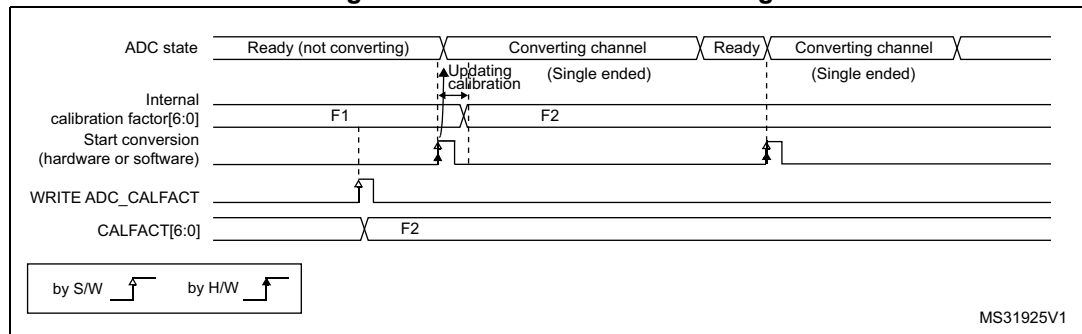 ADC state Ready (not converting) Converting channel Ready Converting channel
(Single ended) (Single ended)
Updating
calibration
Internal
calibration factor[6:0] F1 F2
Start conversion
(hardware or software)
WRITE ADC_CALFACT
CALFACT[6:0] F2
by S/W by H/W
MS31925V1